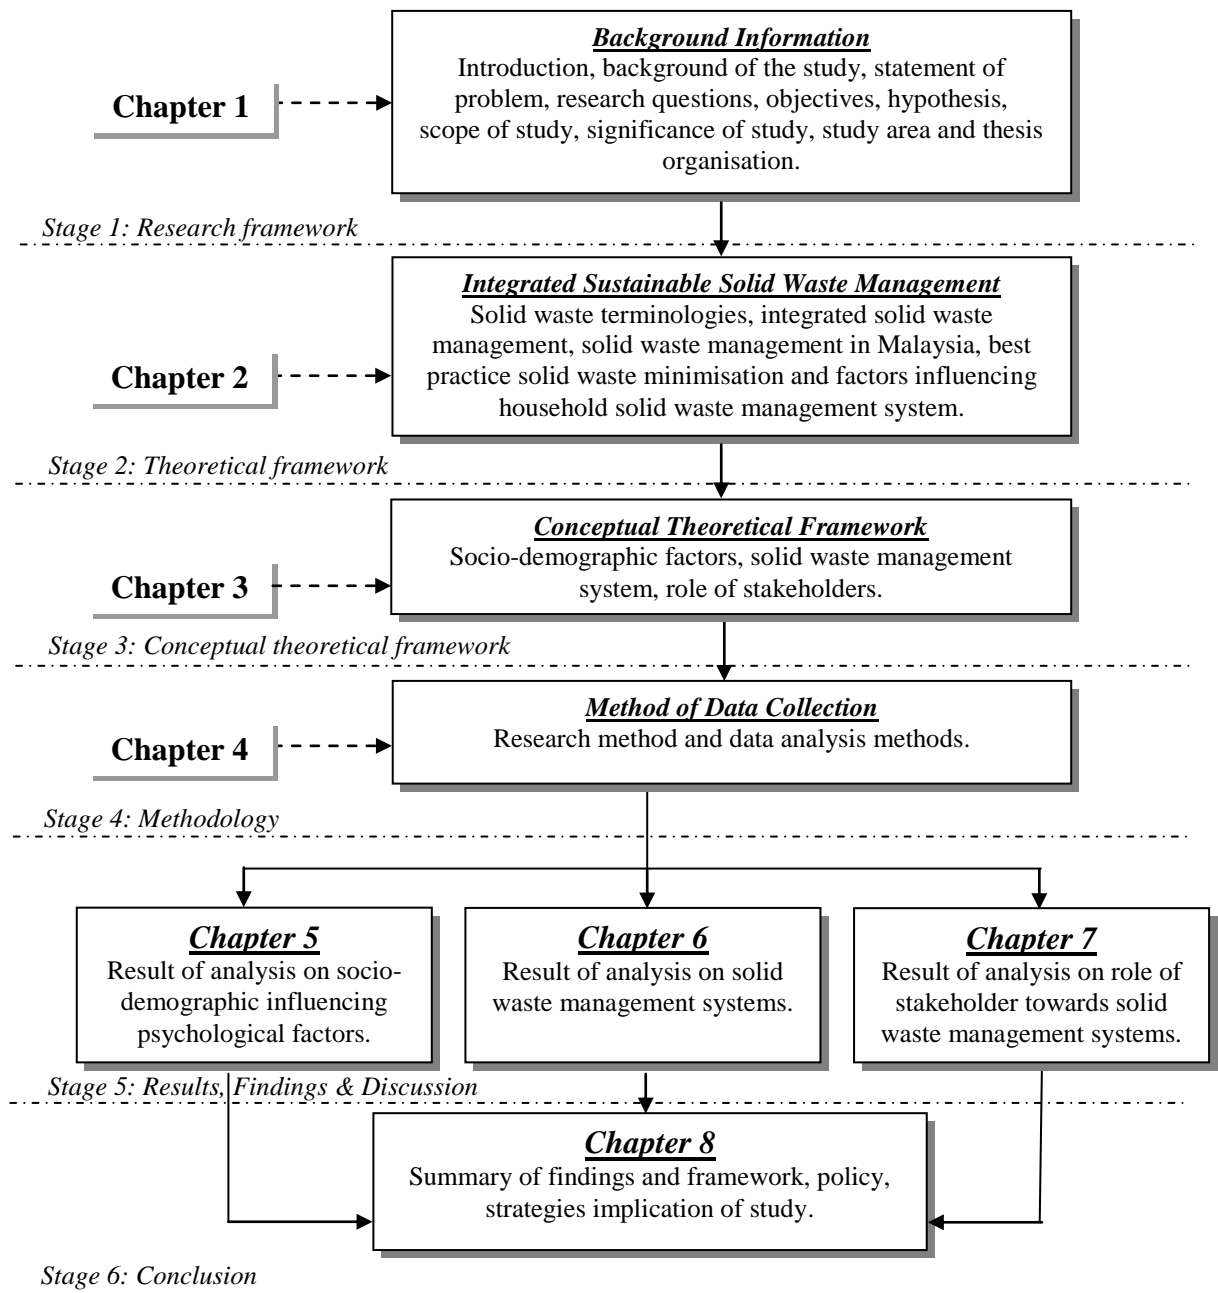 Background Information
Introduction, background of the study, statement of
problem, research questions, objectives, hypothesis,
scope of study, significance of study, study area and thesis
organisation.
Chapter 1
Stage 1: Research framework
Integrated Sustainable Solid Waste Management
Solid waste terminologies, integrated solid waste
management, solid waste management in Malaysia, best
practice solid waste minimisation and factors influencing
household solid waste management system.
Chapter 2
Stage 2: Theoretical framework
Conceptual Theoretical Framework
Socio-demographic factors, solid waste management
system, role of stakeholders.
Chapter 3
Stage 3: Conceptual theoretical framework
Method of Data Collection
Research method and data analysis methods.
Chapter 4
Stage 4: Methodology
Chapter 5
Result of analysis on socio-
demographic influencing
psychological factors.
Chapter 6
Result of analysis on solid
waste management systems.
Chapter 7
Result of analysis on role of
stakeholder towards solid
waste management systems.
Stage 5: Results, Findings & Discussion
Chapter 8
Summary of findings and framework, policy,
strategies implication of study.
Stage 6: Conclusion